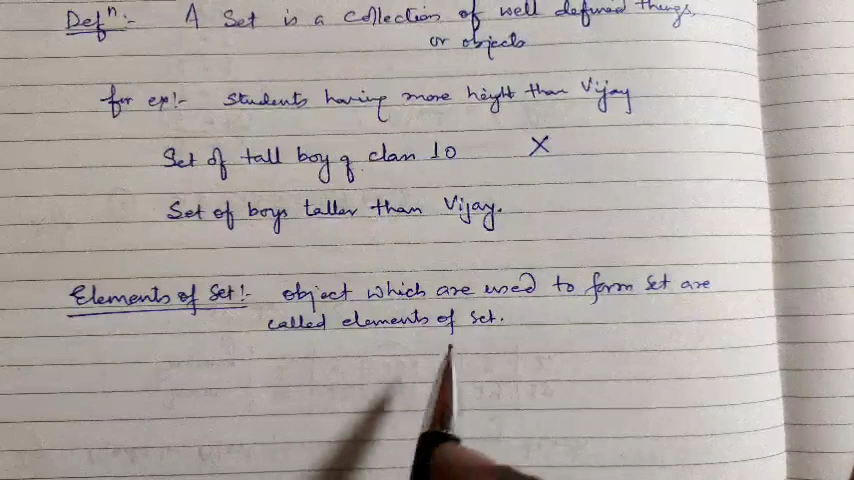 Defⁿ:- A Set is a collection of well defined things
or objects
for ex!- Students having more height than Vijay
Set of tall boy of class 10 X
Set of boys taller than Vijay.
Elements of Set!- object which are used to form set are
called elements of set.